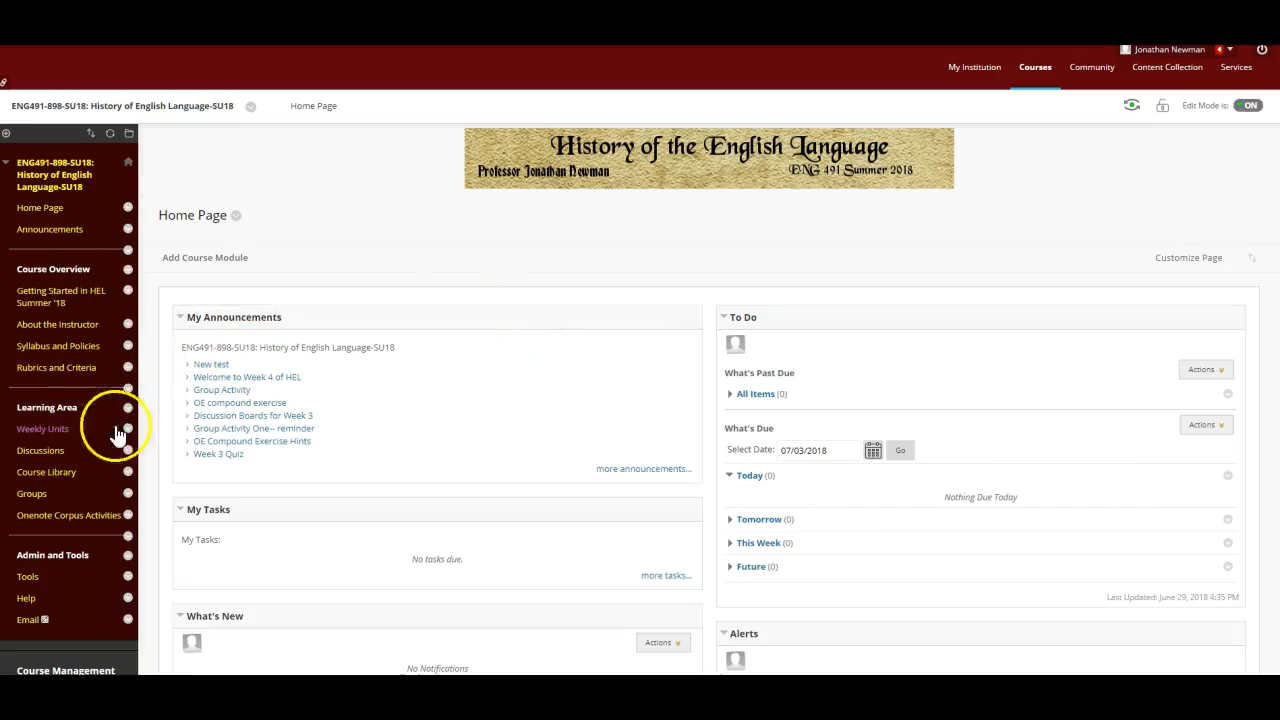 Jonathan Newman 4
My Institution Courses Community Content Collection Services
ENG491-898-SU18: History of English Language-SU18 Home Page Edit Mode is: ON
History of the English Language
Professor Jonathan Newman ENG 491 Summer 2018
ENG491-898-SU18:
History of English
Language-SU18
Home Page
Announcements
Course Overview
Getting Started in HEL
Summer '18
About the Instructor
Syllabus and Policies
Rubrics and Criteria
Learning Area
Weekly Units
Discussions
Course Library
Groups
Onenote Corpus Activities
Admin and Tools
Tools
Help
Email
Course Management
Home Page
Add Course Module Customize Page
My Announcements
ENG491-898-SU18: History of English Language-SU18
New test
Welcome to Week 4 of HEL
Group Activity
OE compound exercise
Discussion Boards for Week 3
Group Activity One-- reminder
OE Compound Exercise Hints
Week 3 Quiz
more announcements...
My Tasks
My Tasks:
No tasks due.
more tasks...
What's New
Actions
No Notifications
To Do
What's Past Due
Actions
All Items (0)
What's Due
Actions
Select Date: 07/03/2018 Go
Today (0)
Nothing Due Today
Tomorrow (0)
This Week (0)
Future (0)
Last Updated: June 29, 2018 4:35 PM
Alerts